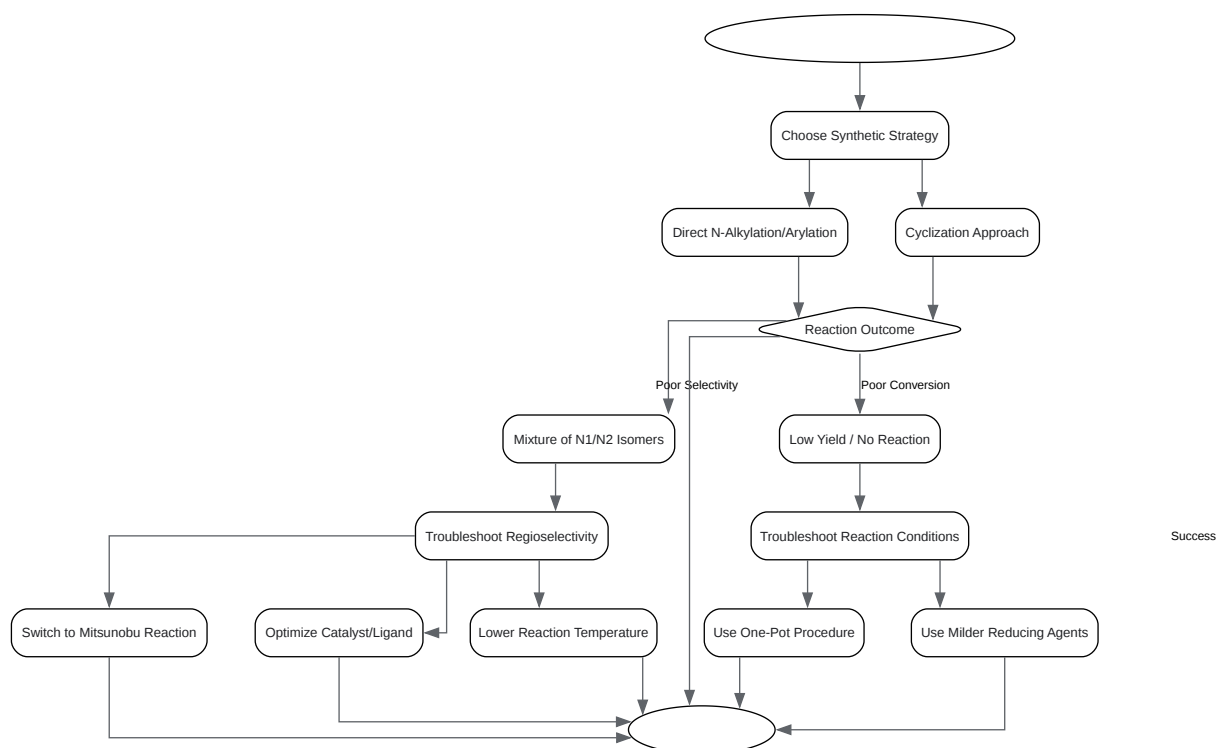 Choose Synthetic Strategy
Direct N-Alkylation/Arylation
Cyclization Approach
Reaction Outcome
Poor Selectivity
Poor Conversion
Mixture of N1/N2 Isomers
Low Yield / No Reaction
Troubleshoot Regioselectivity
Troubleshoot Reaction Conditions
Success
Switch to Mitsunobu Reaction
Optimize Catalyst/Ligand
Lower Reaction Temperature
Use One-Pot Procedure
Use Milder Reducing Agents